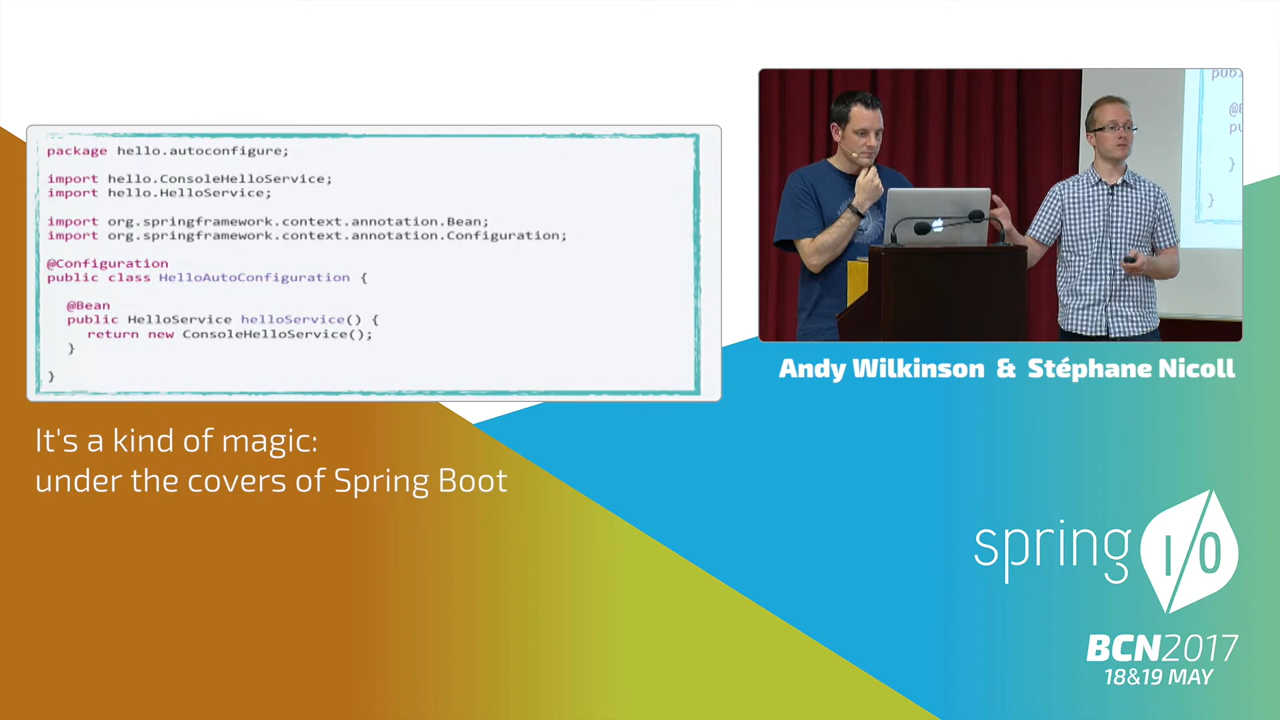 package hello.autoconfigure;
import hello.ConsoleHelloService;
import hello.HelloService;
import org.springframework.context.annotation.Bean;
import org.springframework.context.annotation.Configuration;
@Configuration
public class HelloAutoConfiguration {
@Bean
public HelloService helloService() {
return new ConsoleHelloService();
}
}
Andy Wilkinson & Stéphane Nicoll
It's a kind of magic:
under the covers of Spring Boot
spring I/O
BCN2017
18&19 MAY